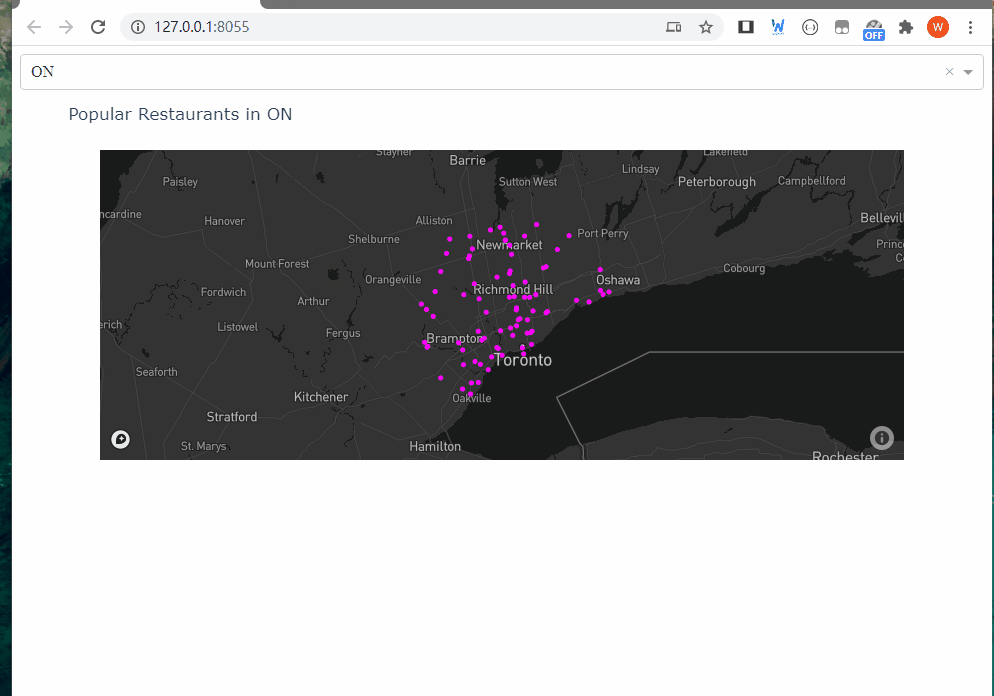 127.0.0.1:8055
OFF
W
ON
Popular Restaurants in ON
Stayner
Barrie
Lakefield
Lindsay
Paisley
Sutton West
Peterborough
Campbellford
ncardine
Hanover
Alliston
Bellevil
Port Perry
Shelburne
Newmarket
Princ
C
Mount Forest
Cobourg
Orangeville
Oshawa
Fordwich
Richmond Hill
Arthur
erich
Listowel
Fergus
Brampton
Toronto
Seaforth
Kitchener
Oakville
Stratford
St. Marys
Hamilton
Rochester